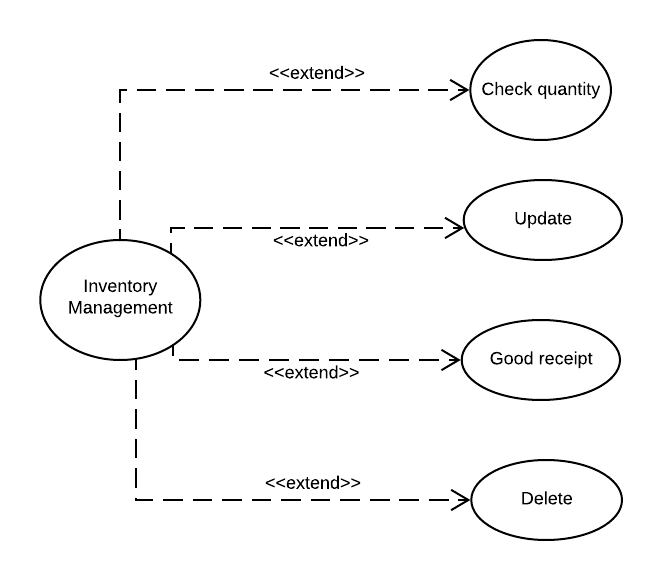 <<extend>>
Check quantity
Update
<<extend>>
Inventory
Management
Good receipt
<<extend>>
<<extend>>
Delete